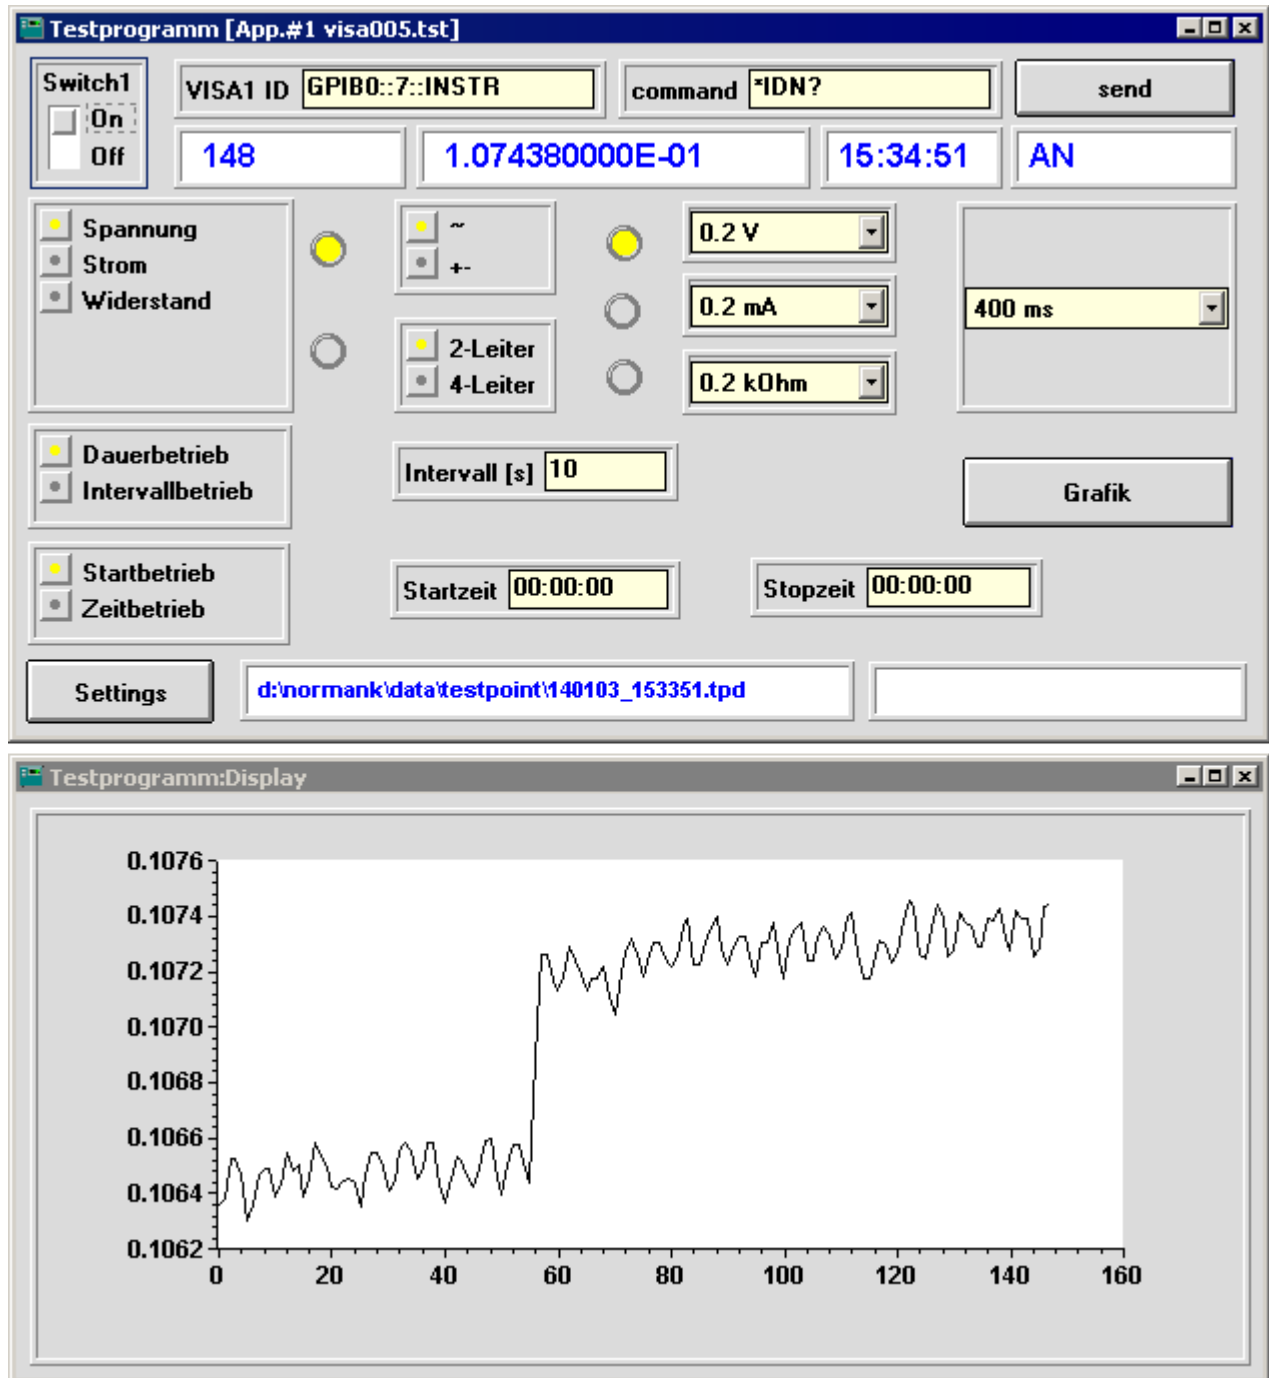 Testprogramm [App.#1 visa005.tst]
Switch1
On
Off
VISA1 ID GPIB0::7::INSTR
command *IDN?
send
148
1.074380000E-01
15:34:51
AN
Spannung
Strom
Widerstand
~
+-
2-Leiter
4-Leiter
0.2 V
0.2 mA
0.2 kOhm
400 ms
Dauerbetrieb
Intervallbetrieb
Intervall [s] 10
Grafik
Startbetrieb
Zeitbetrieb
Startzeit 00:00:00
Stopzeit 00:00:00
Settings
d:\normank\data\testpoint\140103_153351.tpd
Testprogramm:Display
0.1076
0.1074
0.1072
0.1070
0.1068
0.1066
0.1064
0.1062
0 20 40 60 80 100 120 140 160